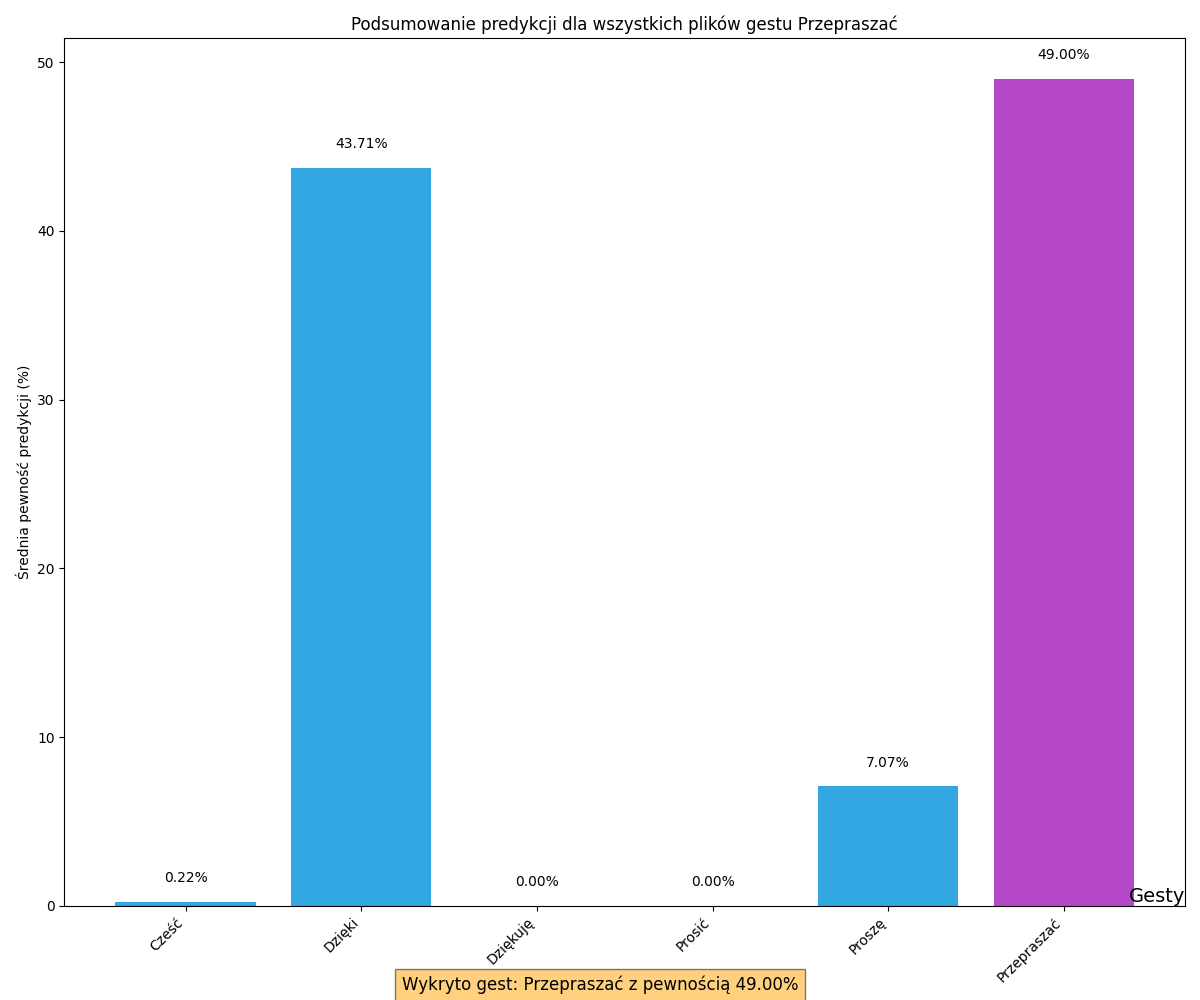 Podsumowanie predykcji dla wszystkich plików gestu Przepraszać
Średnia pewność predykcji (%)
50
40
30
20
10
0
0.22%
43.71%
0.00%
0.00%
7.07%
49.00%
Gesty
Cześć
Dzięki
Dziękuję
Prosić
Proszę
Przepraszać
Wykryto gest: Przepraszać z pewnością 49.00%